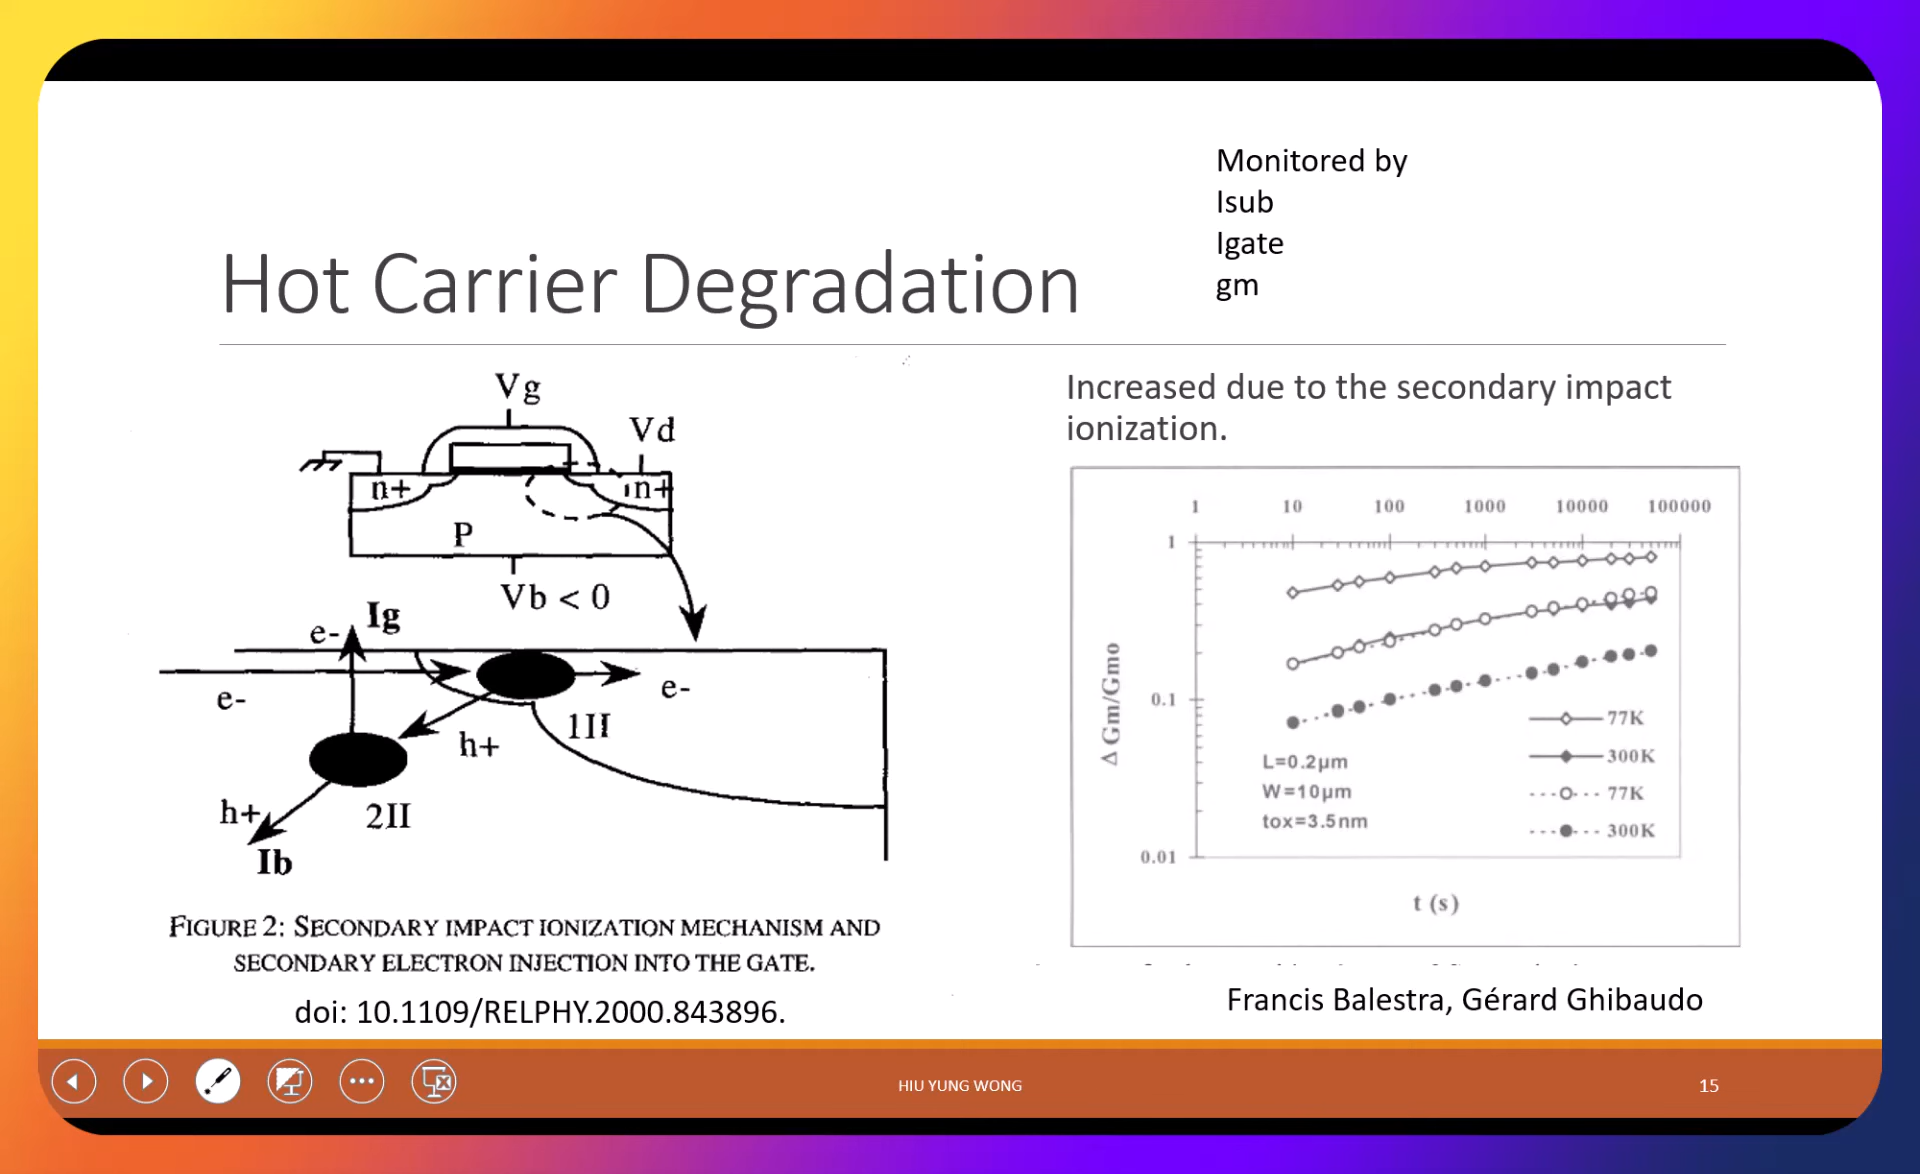 Monitored by
Isub
Igate
gm
Hot Carrier Degradation
Vg
Vd
n+
n+
P
Vb < 0
Ig
e-
e-
e-
1II
h+
h+
2II
Ib
FIGURE 2: SECONDARY IMPACT IONIZATION MECHANISM AND
SECONDARY ELECTRON INJECTION INTO THE GATE.
doi: 10.1109/RELPHY.2000.843896.
Increased due to the secondary impact
ionization.
1 10 100 1000 10000 100000
1
0.1
0.01
Δ Gm/Gmo
77K
300K
77K
300K
L=0.2µm
W=10µm
tox=3.5nm
t (s)
Francis Balestra, Gérard Ghibaudo
HIU YUNG WONG
15